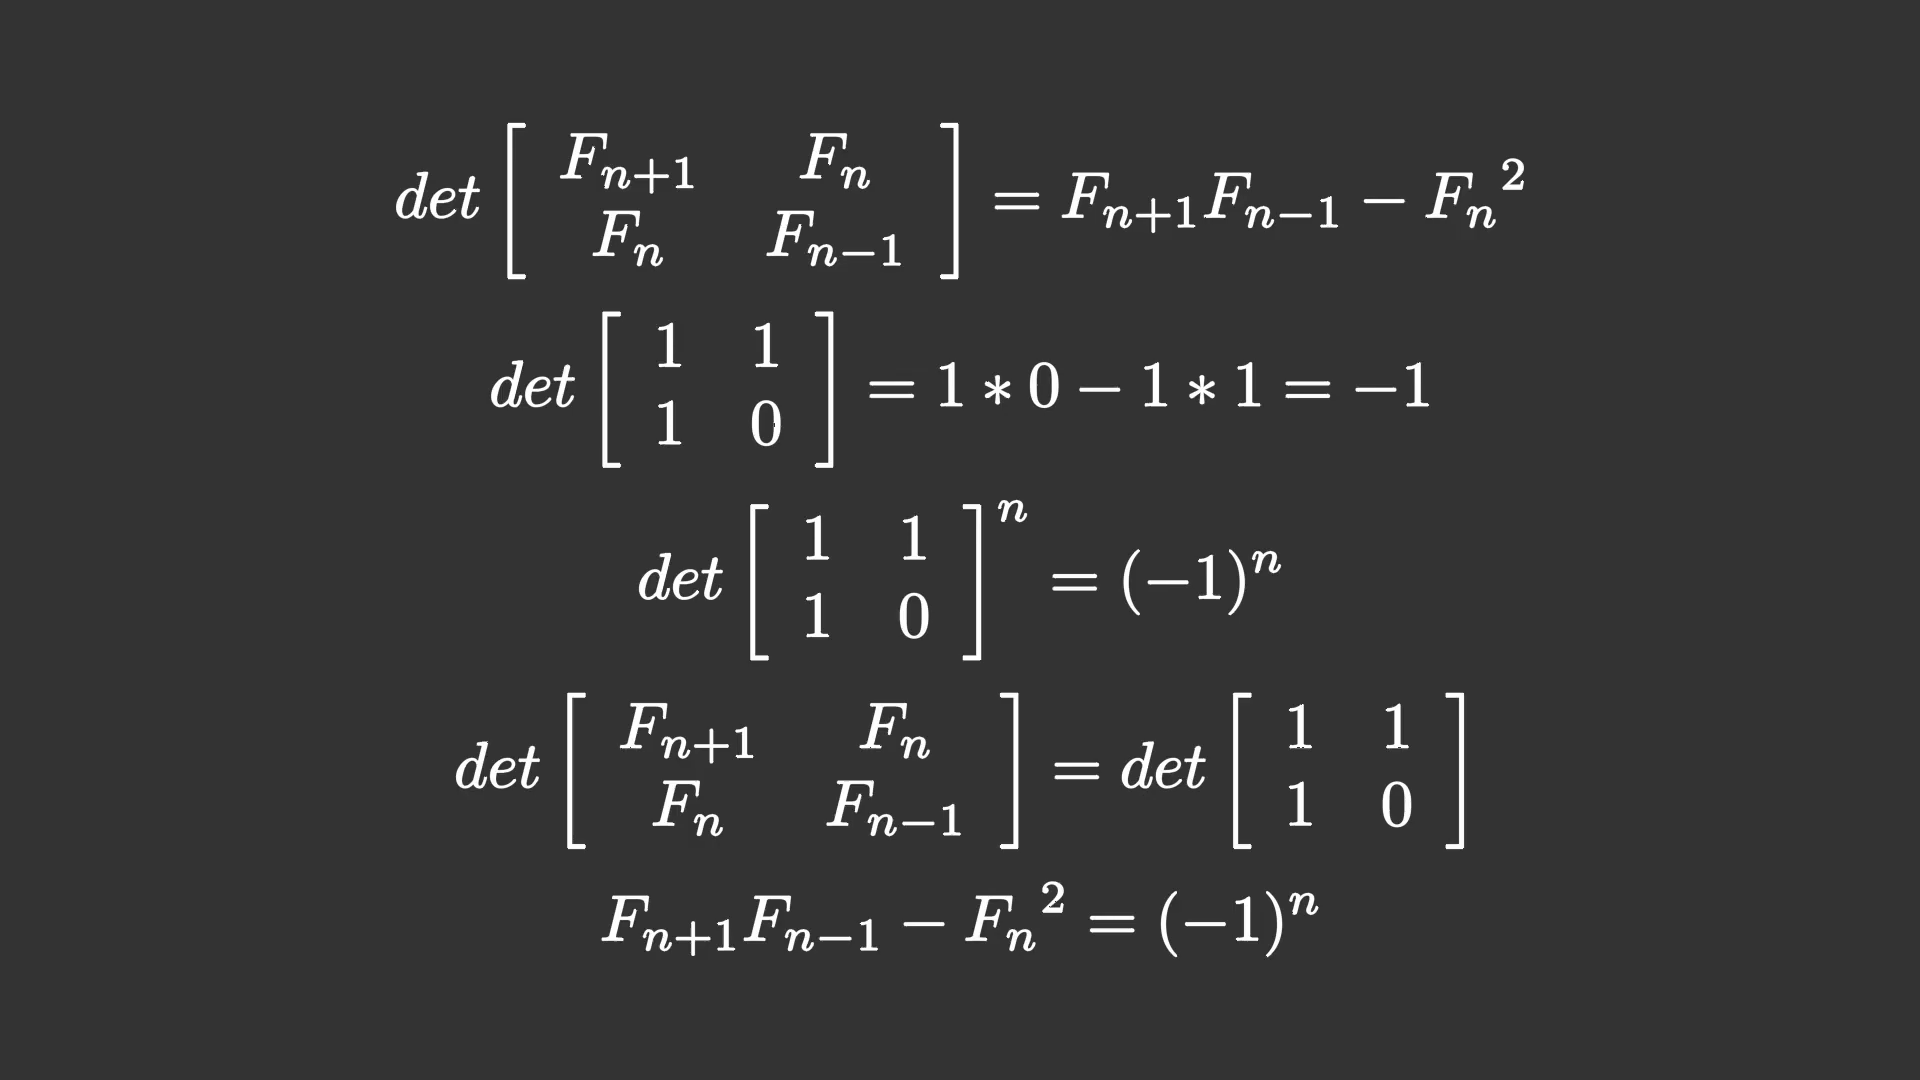 det [ F_{n+1} F_n ; F_n F_{n-1} ] = F_{n+1}F_{n-1} − F_n^2
det [ 1 1 ; 1 0 ] = 1 * 0 − 1 * 1 = −1
det [ 1 1 ; 1 0 ]^n = (−1)^n
det [ F_{n+1} F_n ; F_n F_{n-1} ] = det [ 1 1 ; 1 0 ]
F_{n+1}F_{n-1} − F_n^2 = (−1)^n